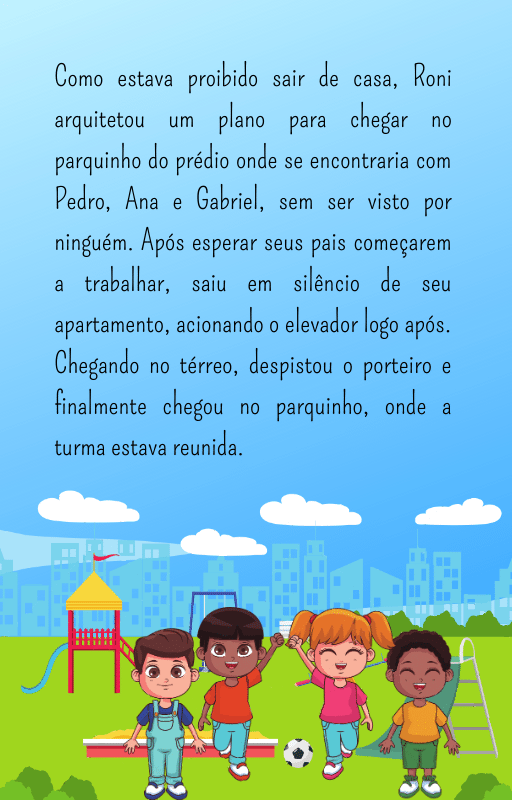 Como estava proibido sair de casa, Roni
arquitetou um plano para chegar no
parquinho do prédio onde se encontraria com
Pedro, Ana e Gabriel, sem ser visto por
ninguém. Após esperar seus pais começarem
a trabalhar, saiu em silêncio de seu
apartamento, acionando o elevador logo após.
Chegando no térreo, despistou o porteiro e
finalmente chegou no parquinho, onde a
turma estava reunida.